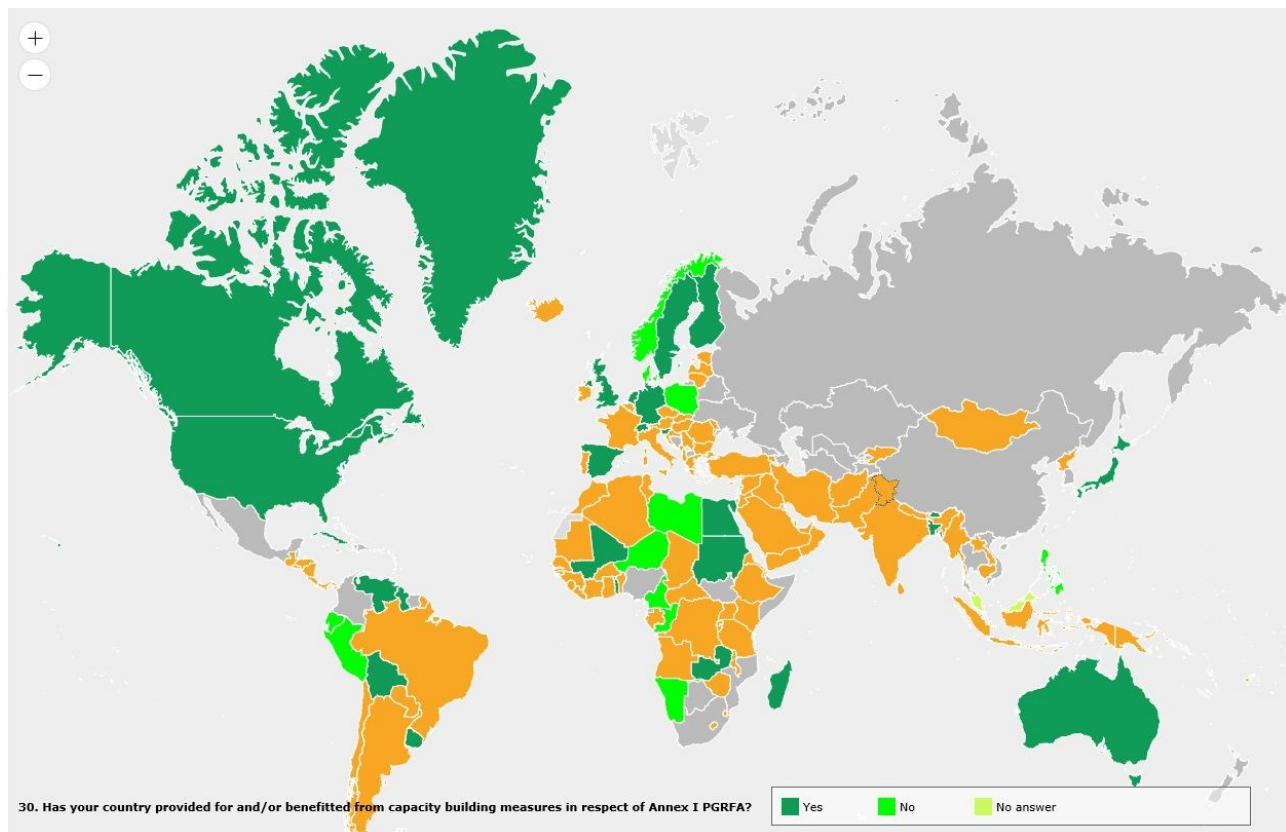 +
−
30. Has your country provided for and/or benefitted from capacity building measures in respect of Annex I PGRFA?
Yes No No answer